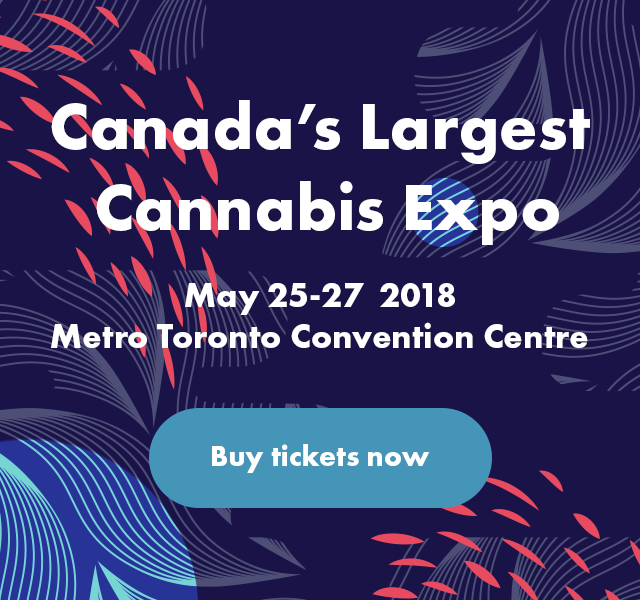 Canada’s Largest
Cannabis Expo
May 25-27 2018
Metro Toronto Convention Centre
Buy tickets now